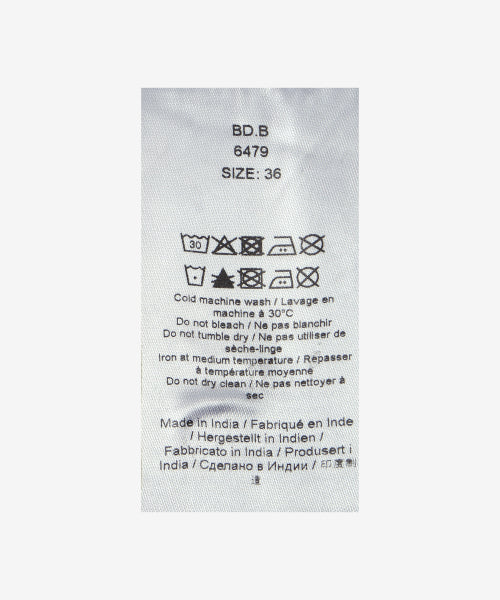 BD.B
6479
SIZE: 36
30
Cold machine wash / Lavage en
machine à 30°C
Do not bleach / Ne pas blanchir
Do not tumble dry / Ne pas utiliser de
sèche-linge
Iron at medium temperature / Repasser
à température moyenne
Do not dry clean / Ne pas nettoyer à
sec
Made in India / Fabriqué en Inde
/ Hergestellt in Indien /
Fabbricato in India / Produsert i
India / Сделано в Индии / 印度制
造